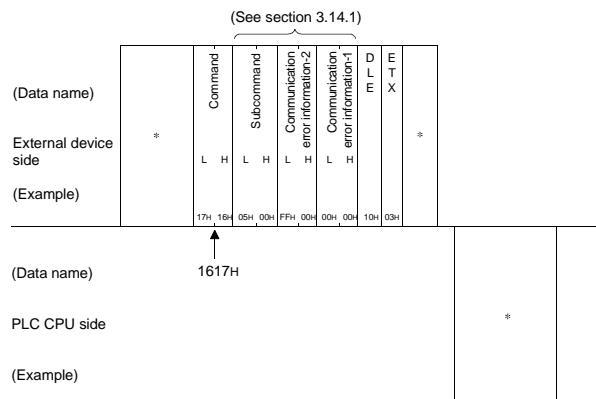 (See section 3.14.1)
(Data name)
External device
side
(Example)
*
Command
L H
17H 16H
Subcommand
L H
05H 00H
Communication
error information-2
L H
FFH 00H
Communication
error information-1
L H
00H 00H
D
L
E
10H
E
T
X
03H
*
1617H
(Data name)
PLC CPU side
(Example)
*